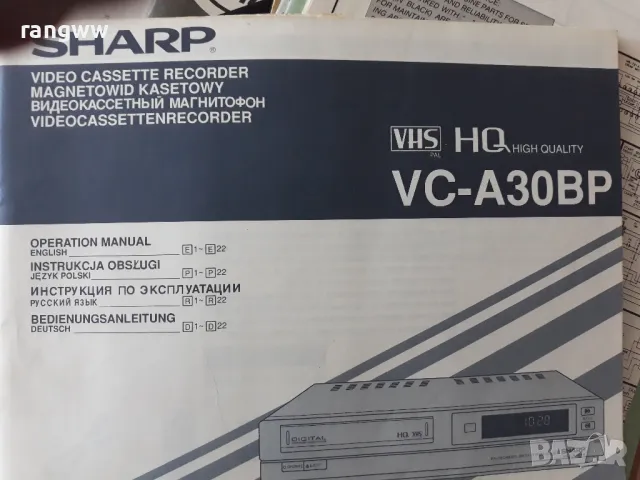 rangww
SHARP®
VIDEO CASSETTE RECORDER
MAGNETOWID KASETOWY
ВИДЕОКАССЕТНЫЙ МАГНИТОФОН
VIDEOCASSETTENRECORDER
VHS HQ HIGH QUALITY
PAL
VC-A30BP
OPERATION MANUAL
ENGLISH E1~E22
INSTRUKCJA OBSŁUGI
JĘZYK POLSKI P1~P22
ИНСТРУКЦИЯ ПО ЭКСПЛУАТАЦИИ
РУССКИЙ ЯЗЫК R1~R22
BEDIENUNGSANLEITUNG
DEUTSCH D1~D22
DIGITAL HQ VHS
10:28
BAZAR